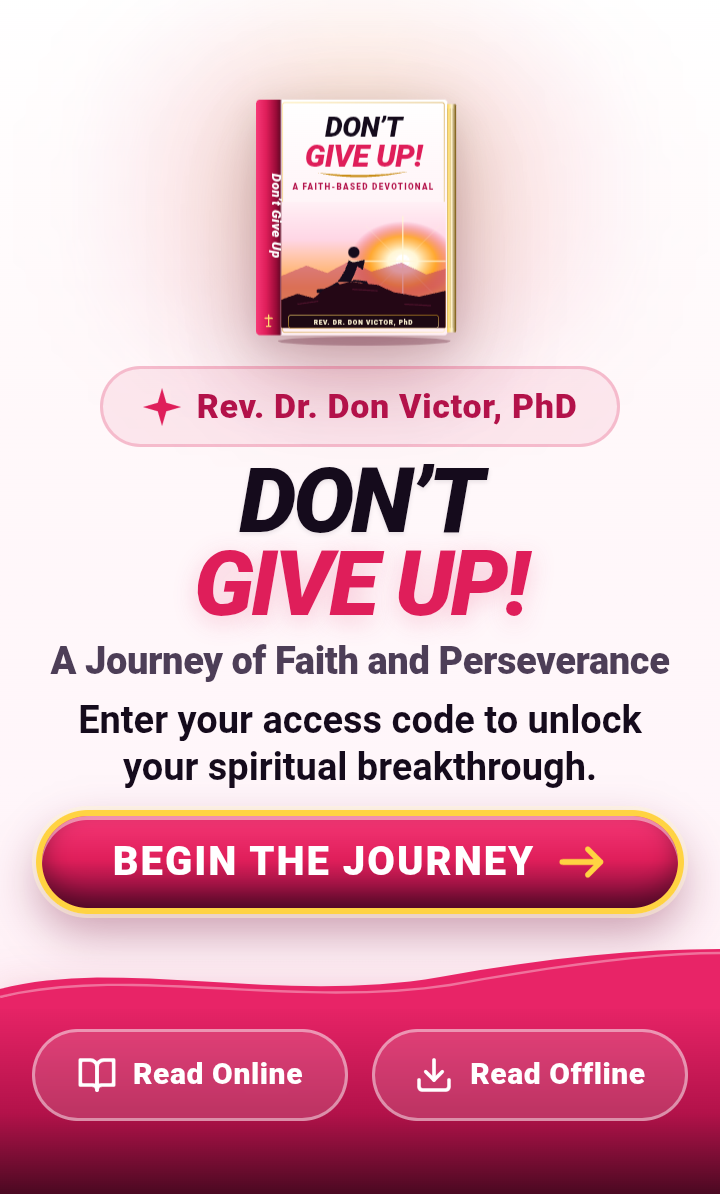 DON’T
GIVE UP!
A FAITH-BASED DEVOTIONAL
Don't Give Up
REV. DR. DON VICTOR, PhD
Rev. Dr. Don Victor, PhD
DON’T
GIVE UP!
A Journey of Faith and Perseverance
Enter your access code to unlock
your spiritual breakthrough.
BEGIN THE JOURNEY
Read Online
Read Offline